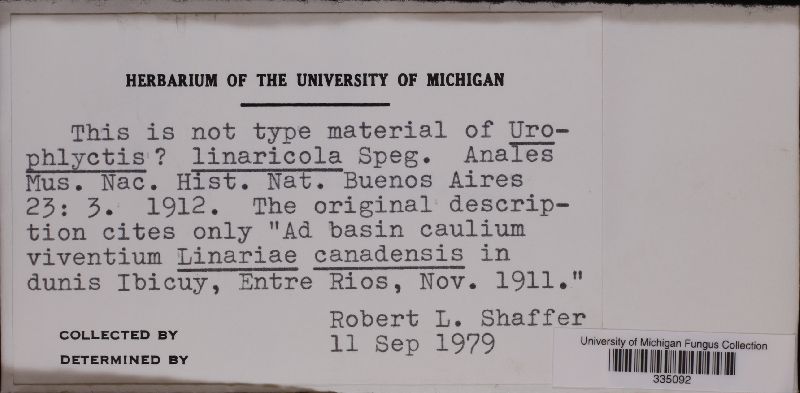 HERBARIUM OF THE UNIVERSITY OF MICHIGAN
This is not type material of Uro-
phlyctis? linaricola Speg. Anales
Mus. Nac. Hist. Nat. Buenos Aires
23: 3. 1912. The original descrip-
tion cites only "Ad basin caulium
viventium Linariae canadensis in
dunis Ibicuy, Entre Rios, Nov. 1911."
Robert L. Shaffer
11 Sep 1979
COLLECTED BY
DETERMINED BY
University of Michigan Fungus Collection
335092